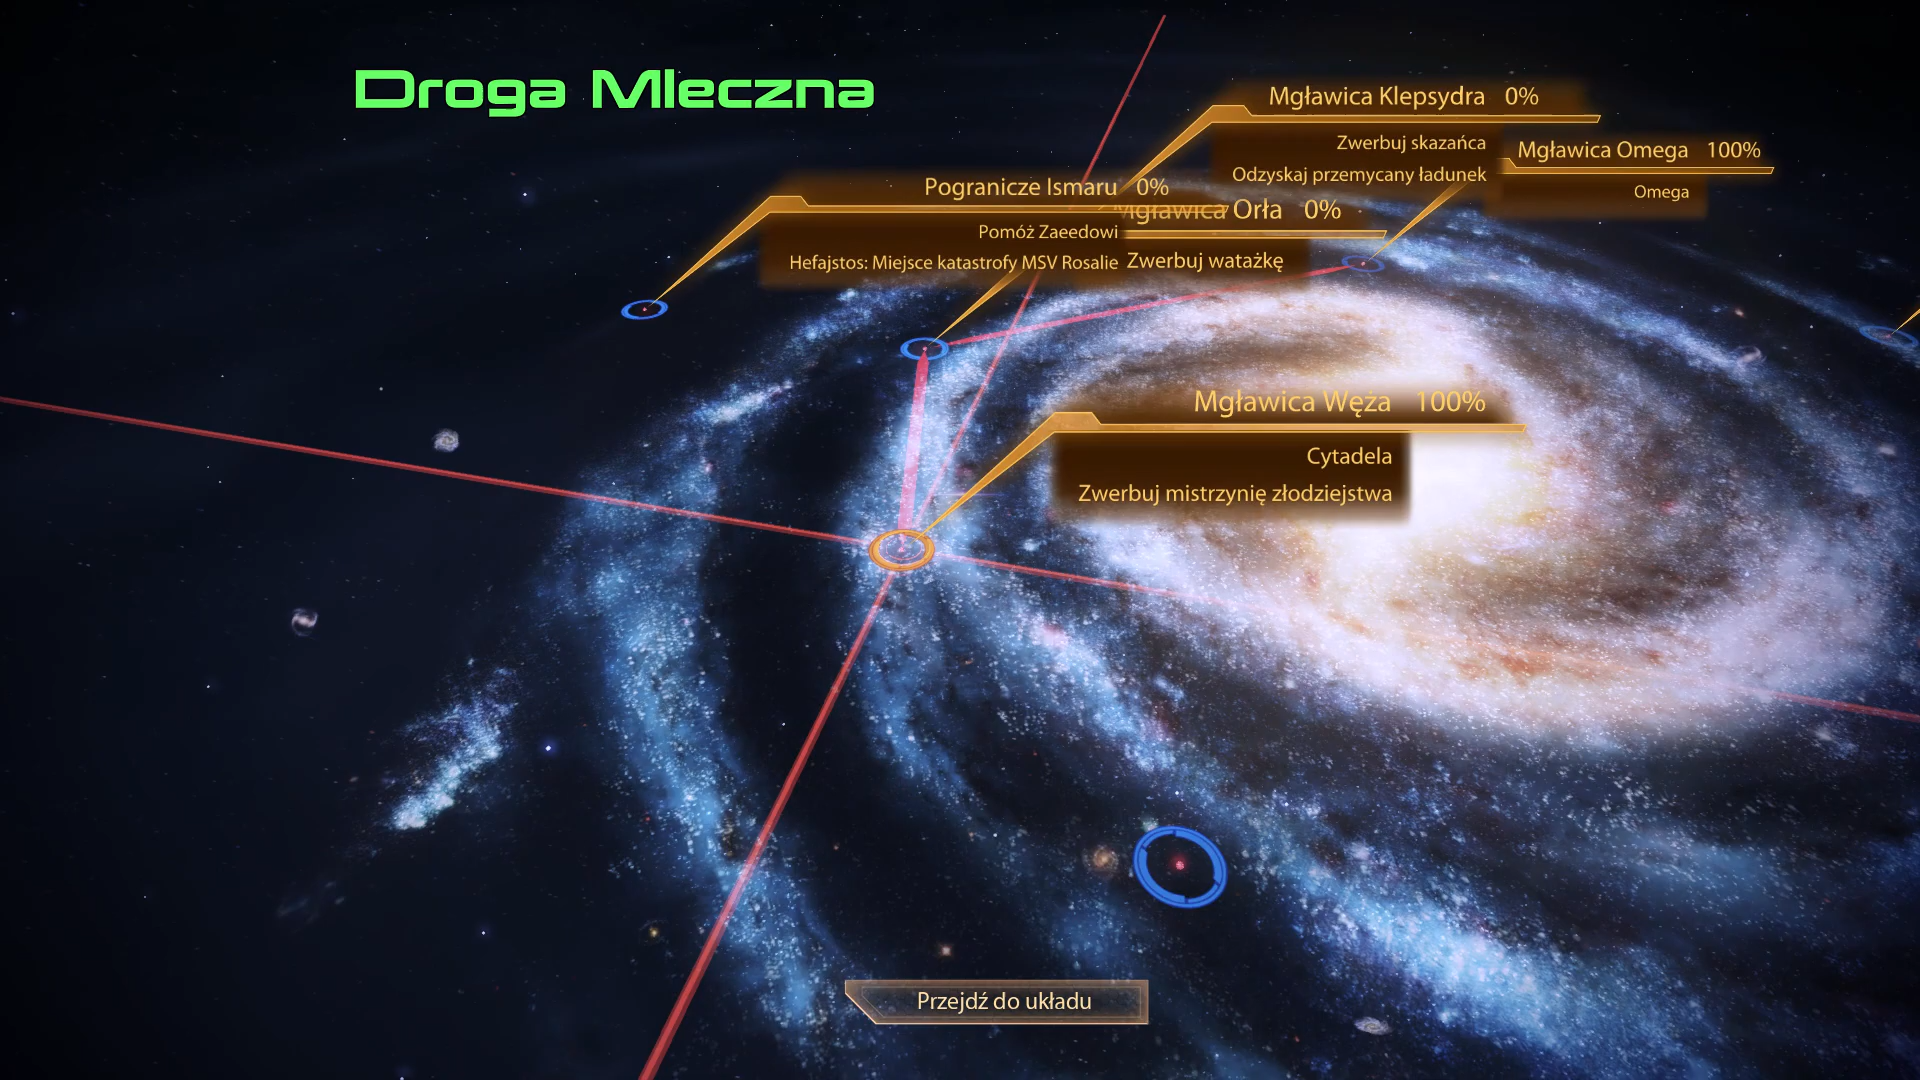 Droga Mleczna
Mgławica Klepsydra 0%
Zwerbuj skazańca
Odzyskaj przemycany ładunek
Mgławica Omega 100%
Omega
Pogranicze Ismaru 0%
Pomóż Zaeedowi
Hefajstos: Miejsce katastrofy MSV Rosalie
Mgławica Orła 0%
Zwerbuj watażkę
Mgławica Węża 100%
Cytadela
Zwerbuj mistrzynię złodziejstwa
Przejdź do układu